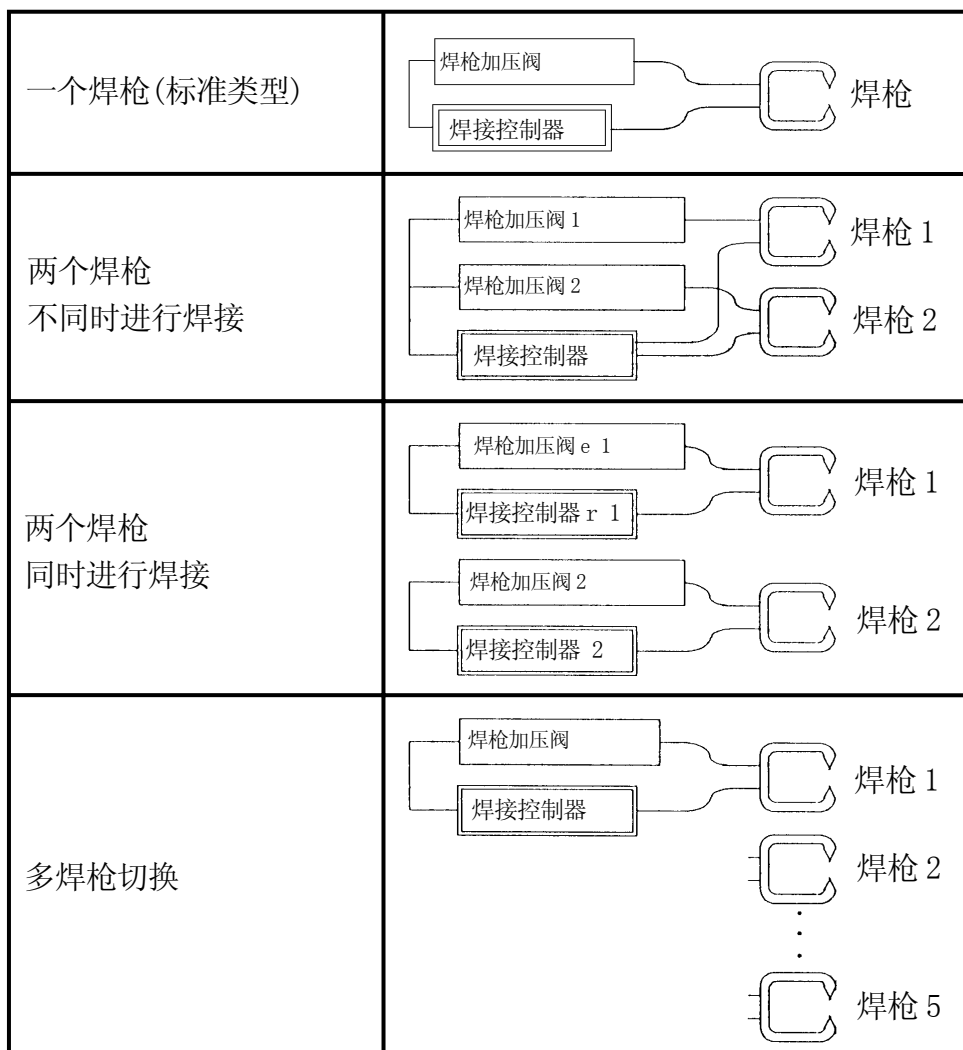 一个焊枪(标准类型)
焊枪加压阀
焊接控制器
焊枪
两个焊枪
不同时进行焊接
焊枪加压阀1
焊枪加压阀2
焊接控制器
焊枪1
焊枪2
两个焊枪
同时进行焊接
焊枪加压阀e 1
焊接控制器r 1
焊枪1
焊枪加压阀2
焊接控制器 2
焊枪2
多焊枪切换
焊枪加压阀
焊接控制器
焊枪1
焊枪2
焊枪5